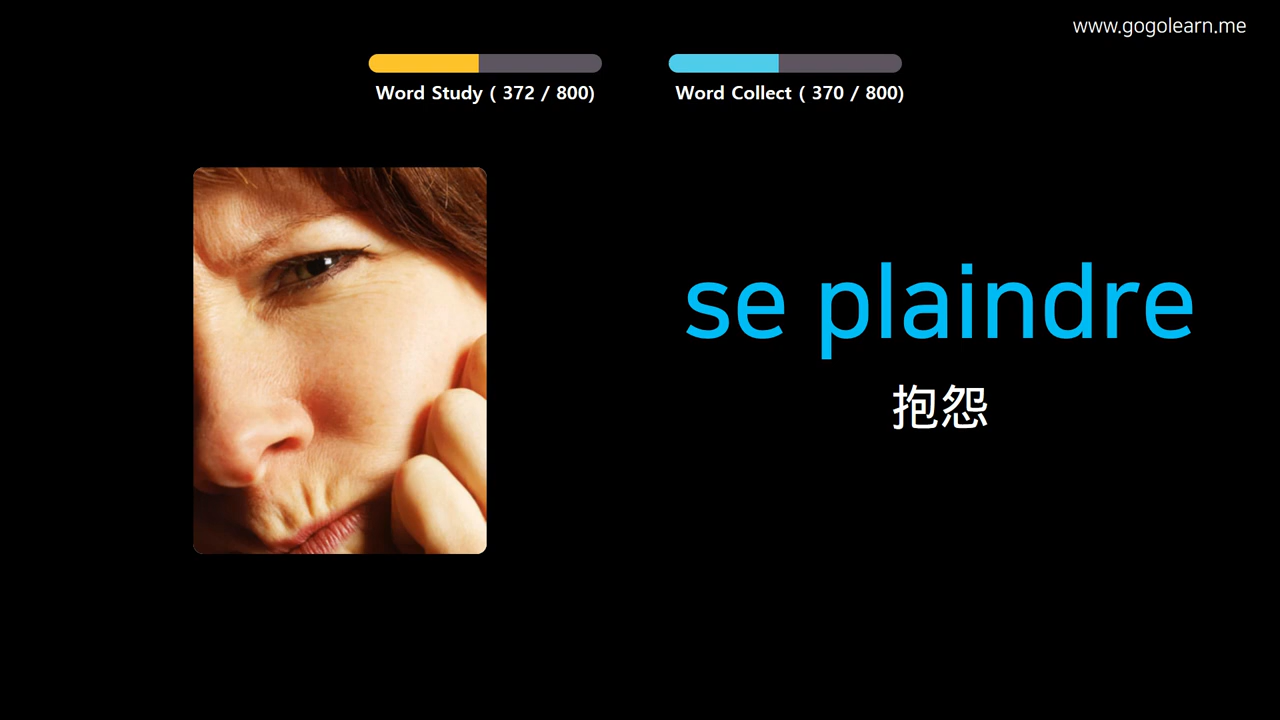 www.gogolearn.me
Word Study ( 372 / 800)
Word Collect ( 370 / 800)
se plaindre
抱怨